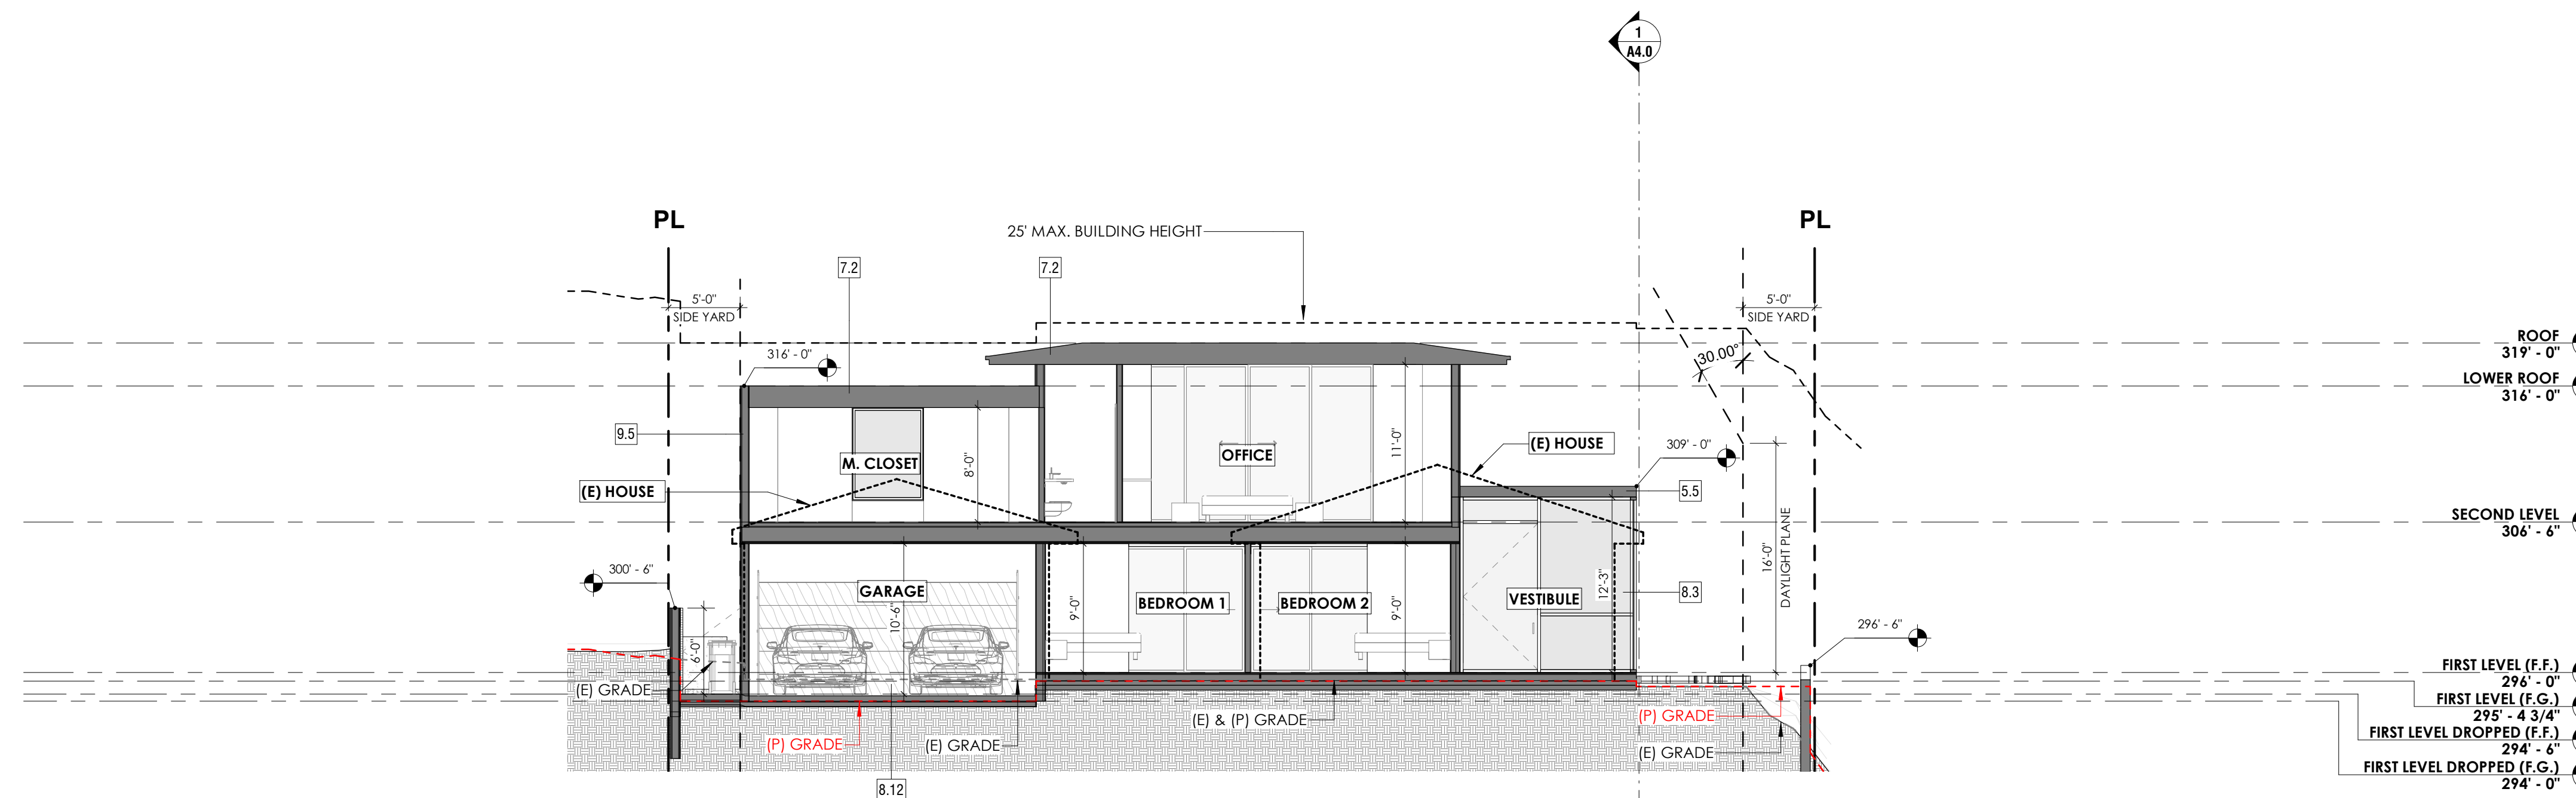 1
A4.0
PL
PL
25' MAX. BUILDING HEIGHT
7.2
7.2
5'-0"
SIDE YARD
5'-0"
SIDE YARD
ROOF
319' - 0"
30.00°
316' - 0"
LOWER ROOF
316' - 0"
9.5
M. CLOSET
8'-0"
OFFICE
11'-0"
(E) HOUSE
309' - 0"
(E) HOUSE
5.5
SECOND LEVEL
306' - 6"
16'-0"
DAYLIGHT PLANE
300' - 6"
GARAGE
10'-6"
9'-0"
BEDROOM 1
BEDROOM 2
9'-0"
VESTIBULE
12'-3"
8.3
296' - 6"
6'-0"
(E) GRADE
FIRST LEVEL (F.F.)
296' - 0"
FIRST LEVEL (F.G.)
295' - 4 3/4"
FIRST LEVEL DROPPED (F.F.)
294' - 6"
FIRST LEVEL DROPPED (F.G.)
294' - 0"
(P) GRADE
(E) GRADE
(E) & (P) GRADE
(P) GRADE
(E) GRADE
8.12